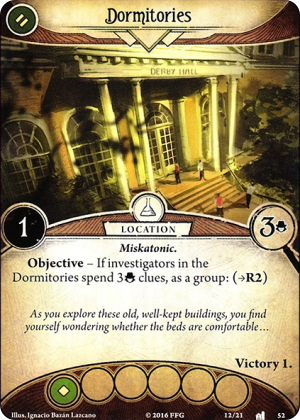 Dormitories
DERBY HALL
1
LOCATION
3
Miskatonic.
Objective – If investigators in the
Dormitories spend 3 clues, as a group: (→R2)
As you explore these old, well-kept buildings, you find
yourself wondering whether the beds are comfortable…
Victory 1.
Illus. Ignacio Bazán Lazcano © 2016 FFG 12/21 52